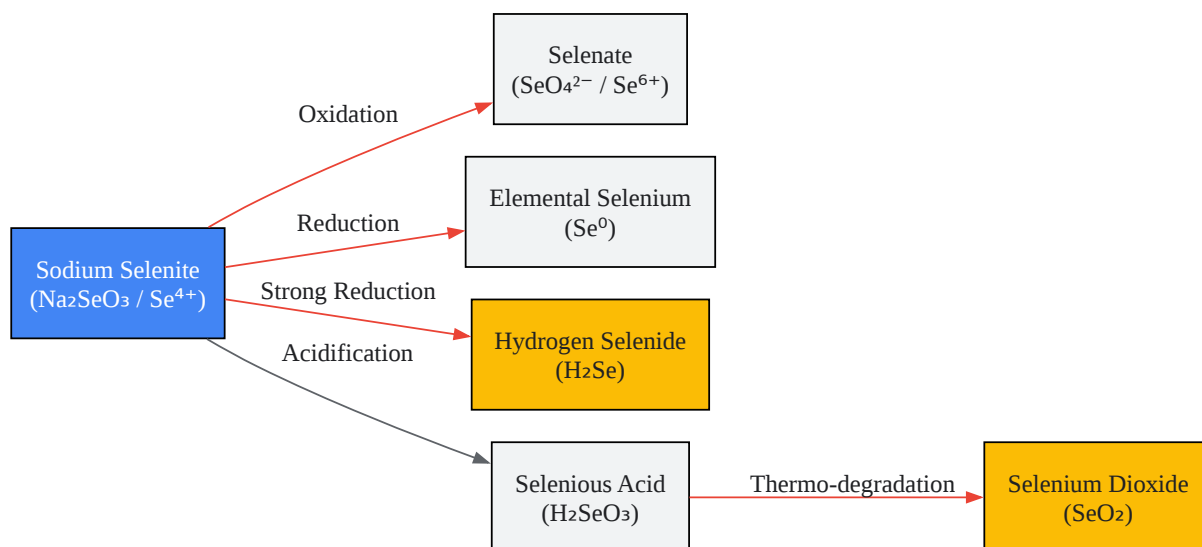 Selenate
(SeO₄²⁻ / Se⁶⁺)
Oxidation
Elemental Selenium
(Se⁰)
Reduction
Sodium Selenite
(Na₂SeO₃ / Se⁴⁺)
Strong Reduction
Hydrogen Selenide
(H₂Se)
Acidification
Selenious Acid
(H₂SeO₃)
Thermo-degradation
Selenium Dioxide
(SeO₂)